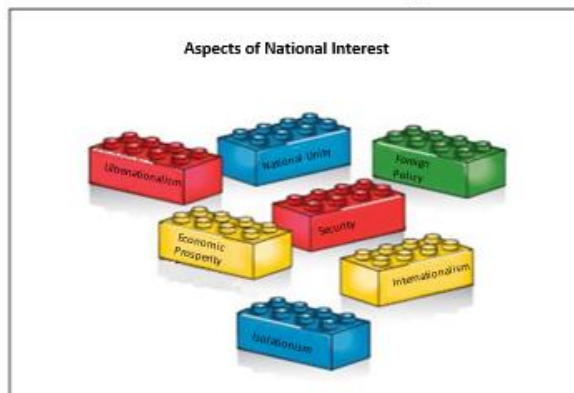 Aspects of National Interest
Ultranationalism
National Unity
Foreign
Policy
Security
Economic
Prosperity
Internationalism
Isolationism